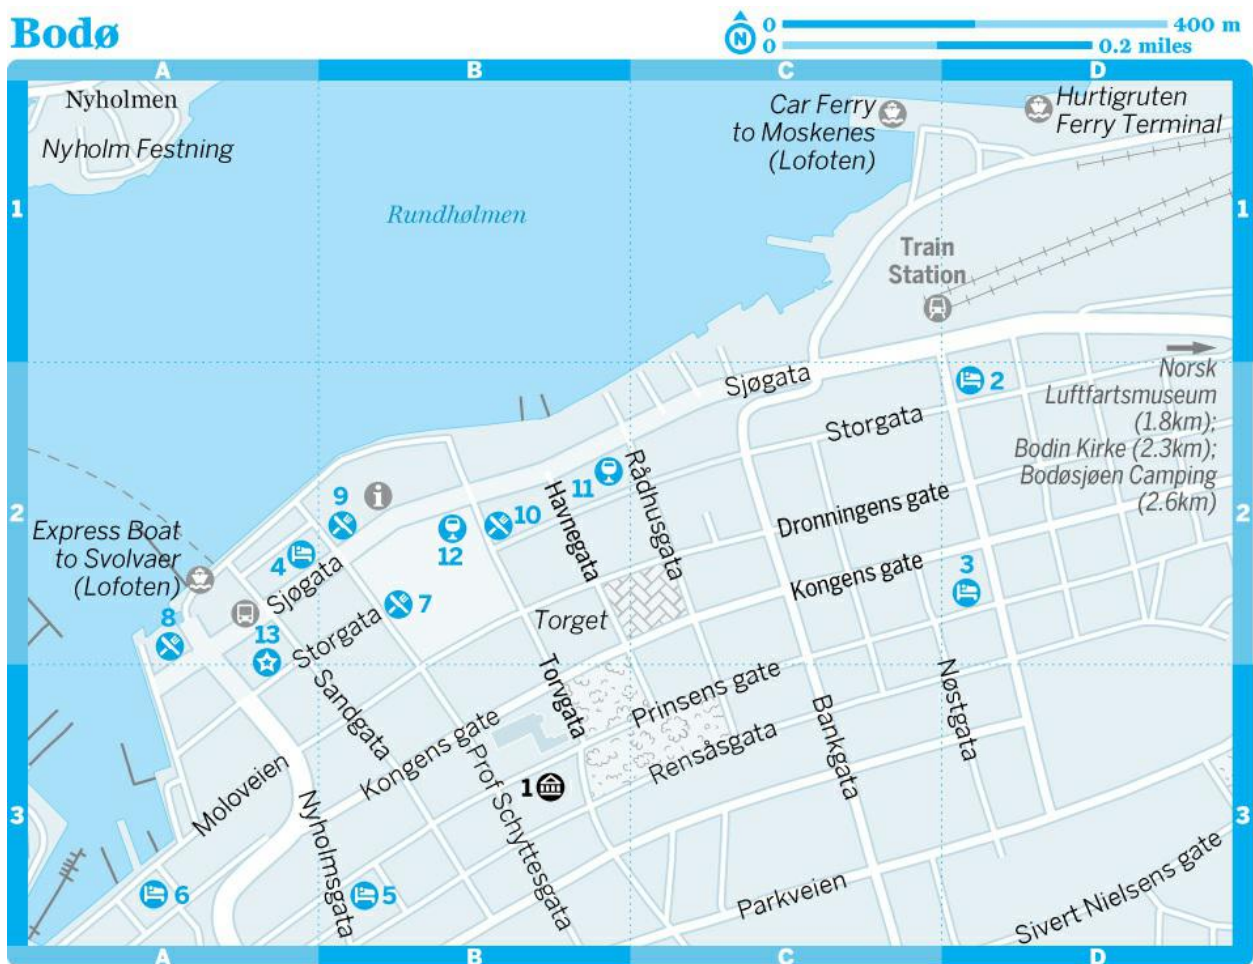 Bodø
N
0
400 m
0
0.2 miles
A
B
C
D
Nyholmen
Nyholm Festning
Car Ferry
to Moskenes
(Lofoten)
Hurtigruten
Ferry Terminal
1
1
Rundhølmen
Train
Station
Sjøgata
2
Norsk
Luftfartsmuseum
(1.8km);
Bodin Kirke (2.3km);
Bodøsjøen Camping
(2.6km)
Storgata
Rådhusgata
11
Havnegata
9
i
10
12
Dronningens gate
2
2
Express Boat
to Svolvaer
(Lofoten)
4
Sjøgata
Kongens gate
3
7
8
13
Storgata
Torget
Sandgata
Torvgata
Prinsens gate
Nøstgata
Kongens gate
Rensåsgata
Bankgata
Prof Schyttesgata
1
Moloveien
Nyholmsgata
3
3
6
5
Parkveien
Sivert Nielsens gate
A
B
C
D